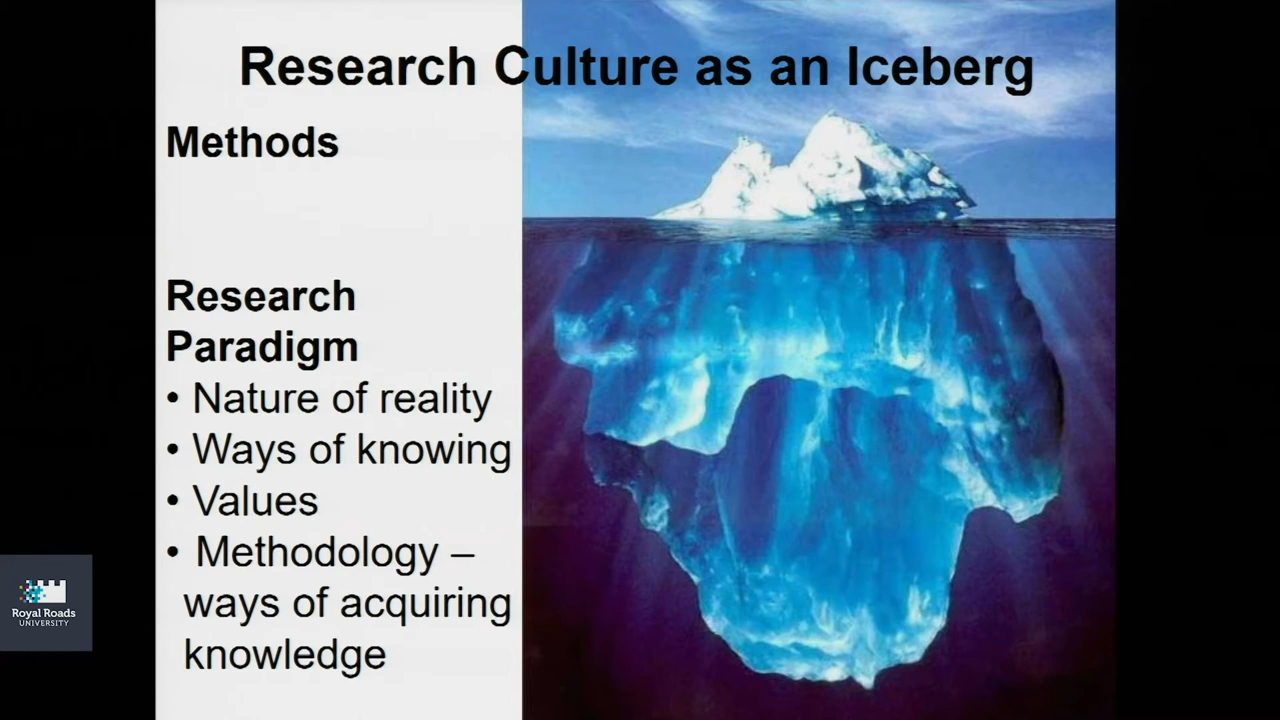 Research Culture as an Iceberg
Methods
Research
Paradigm
• Nature of reality
• Ways of knowing
• Values
• Methodology –
ways of acquiring
knowledge
Royal Roads
UNIVERSITY